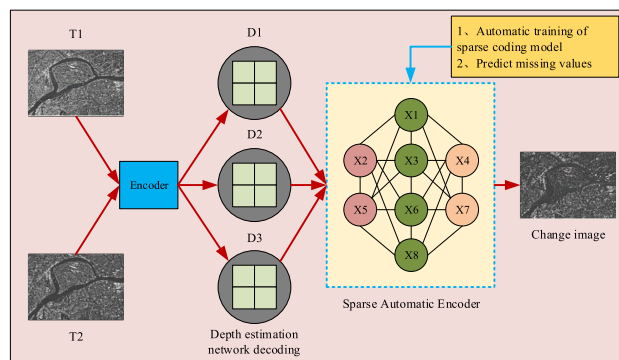 T1
D1
1、Automatic training of
sparse coding model
2、Predict missing values
X1
D2
X2
X3
X4
Encoder
X5
X6
X7
D3
X8
Change image
T2
Sparse Automatic Encoder
Depth estimation
network decoding